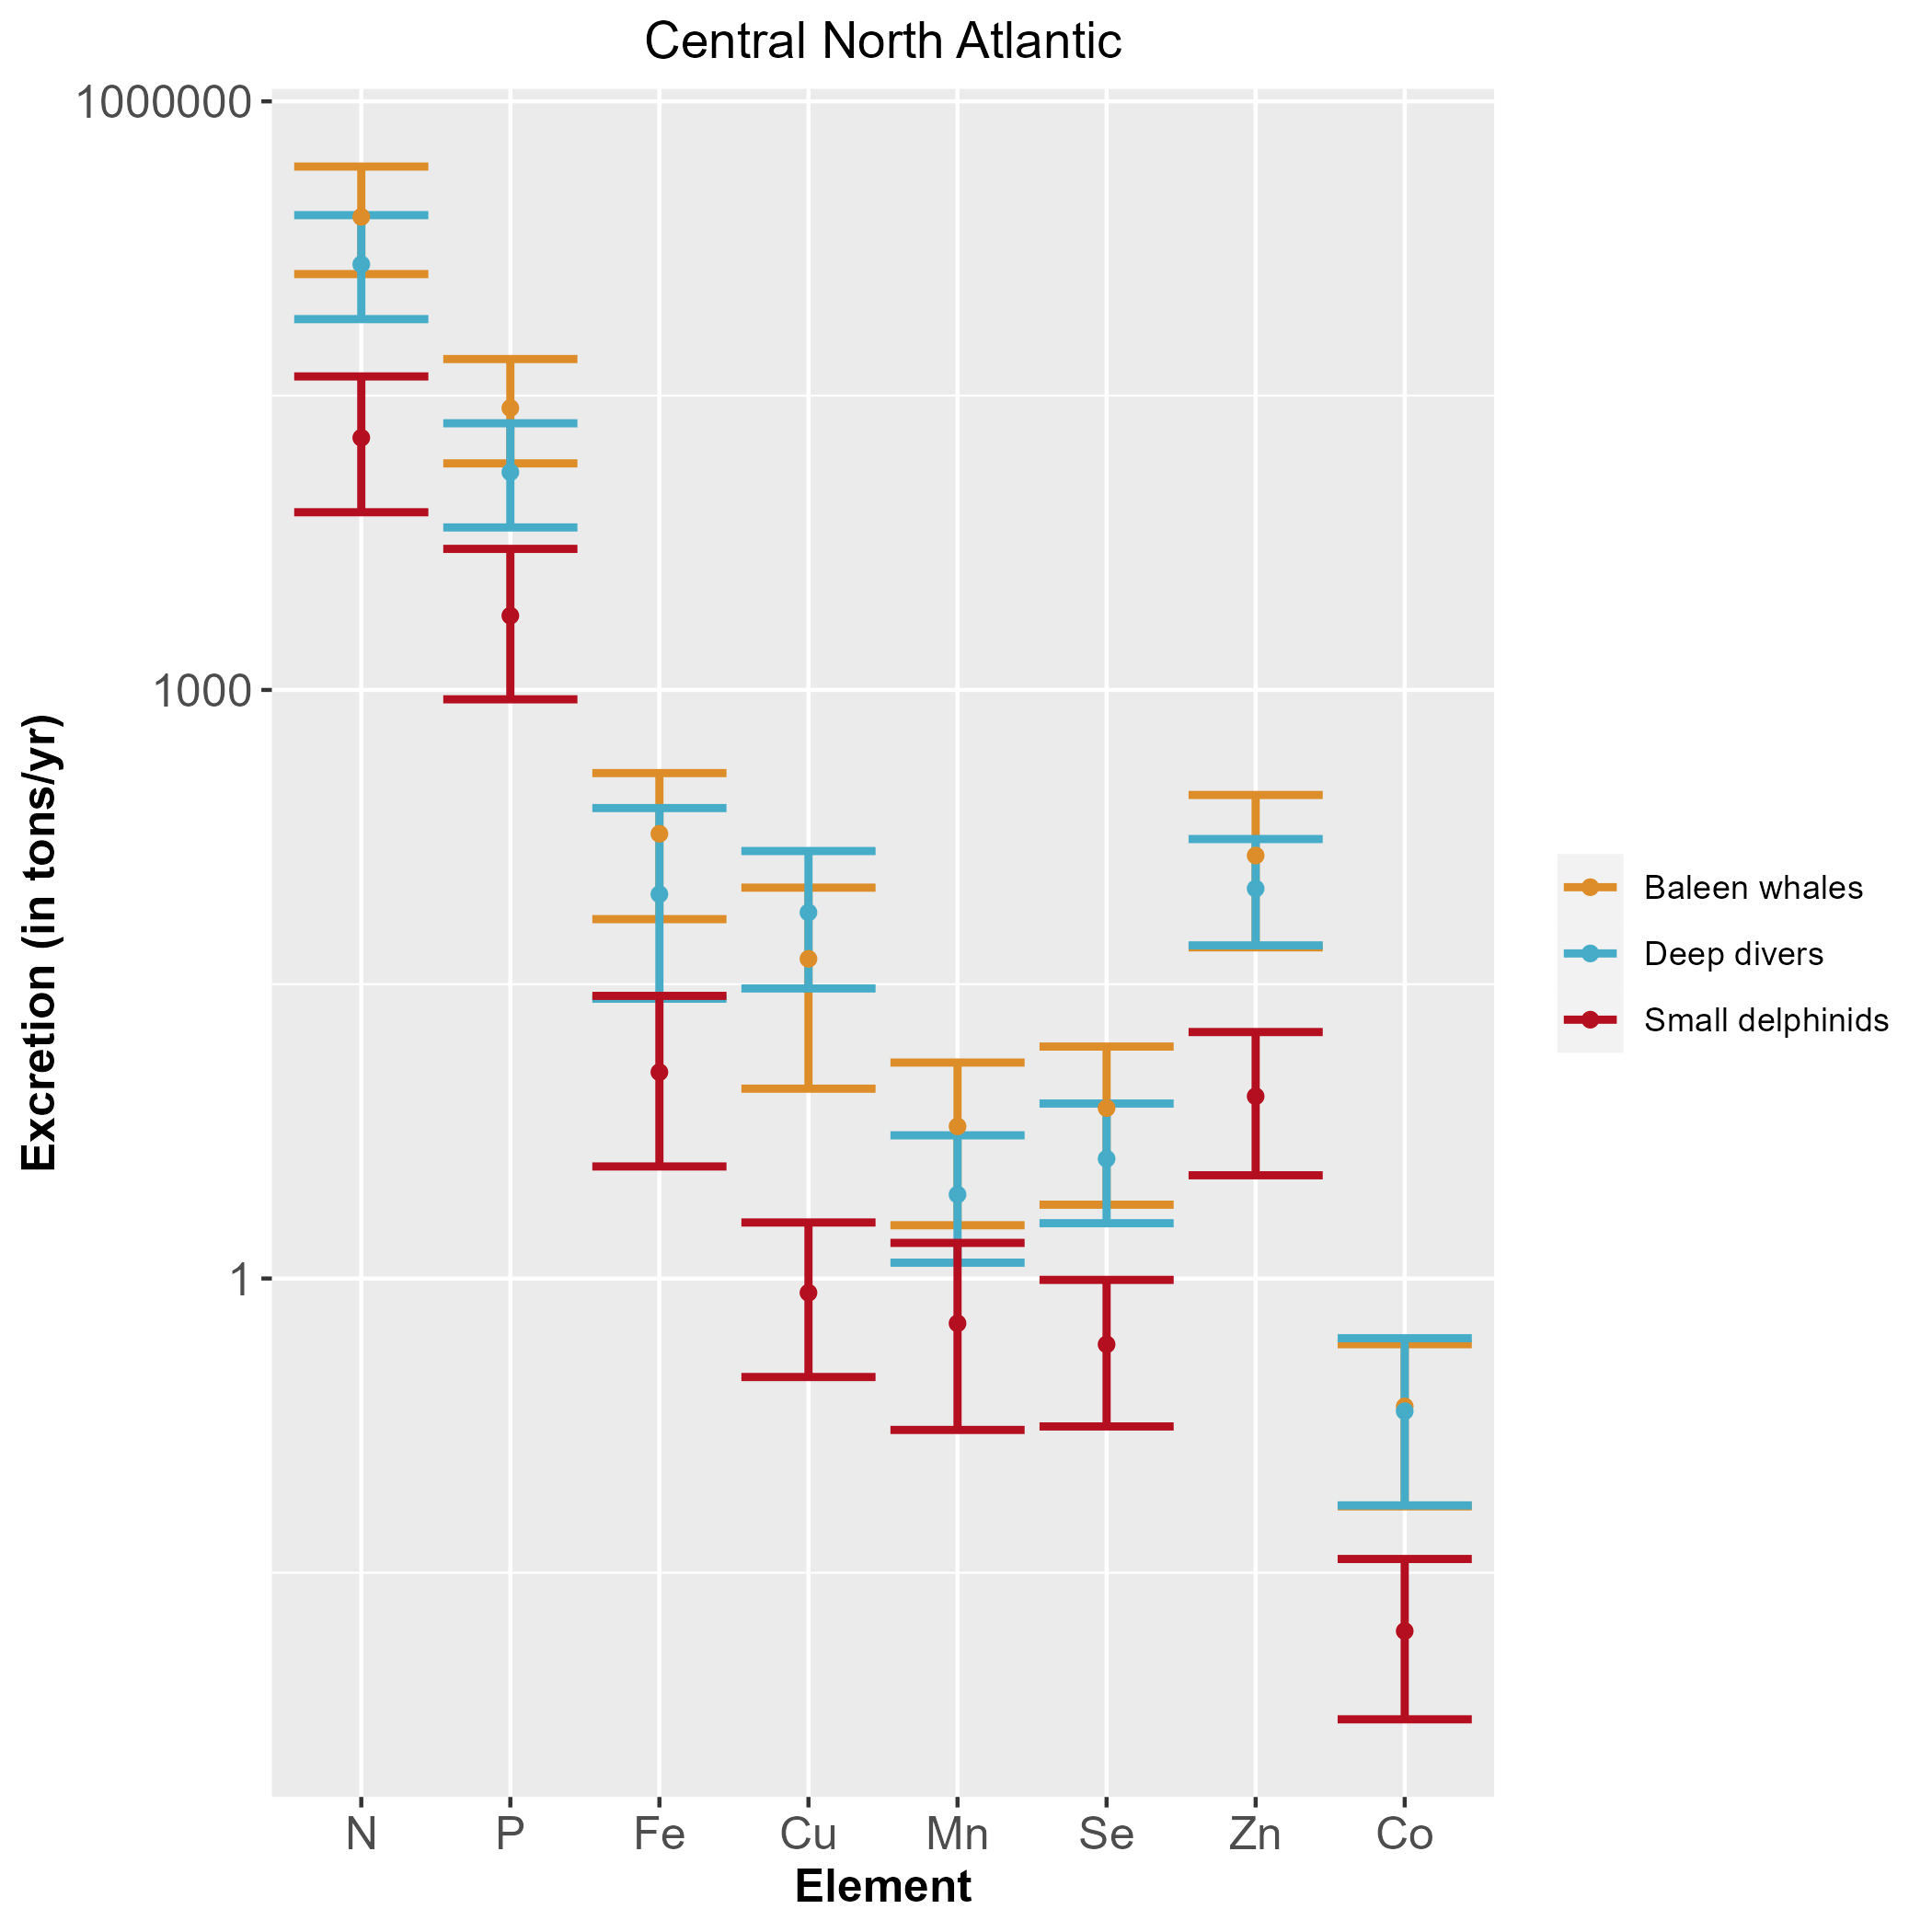 Central North Atlantic
1000000
1000
1
Excretion (in tons/yr)
N P Fe Cu Mn Se Zn Co
Element
Baleen whales
Deep divers
Small delphinids